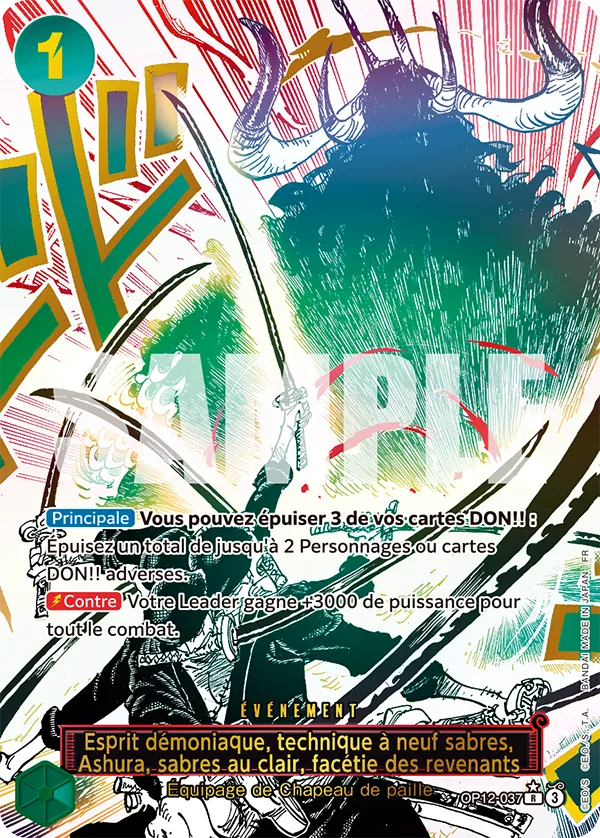 1
SAMPLE
Principale Vous pouvez épuiser 3 de vos cartes DON!! :
Épuisez un total de jusqu'à 2 Personnages ou cartes
DON!! adverses.
Contre Votre Leader gagne +3000 de puissance pour
tout le combat.
ÉVÉNEMENT
Esprit démoniaque, technique à neuf sabres,
Ashura, sabres au clair, facétie des revenants
Équipage de Chapeau de paille
OP12-037 R 3
©EO/S ©E.O./S.,T.A. BANDAI MADE IN JAPAN FR